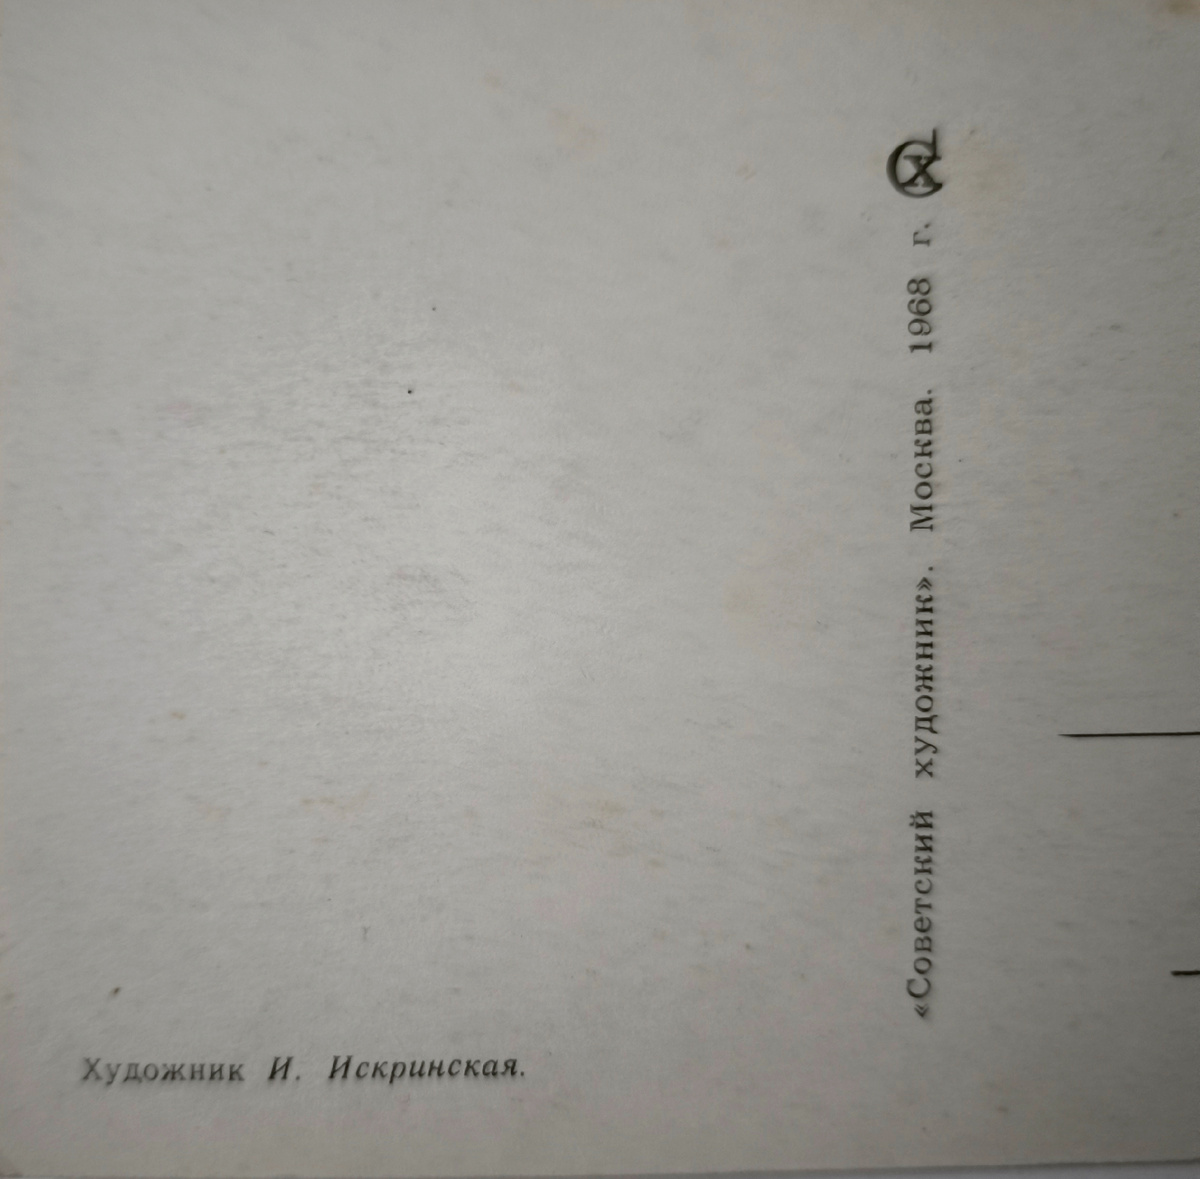 Художник И. Искринская.
«Советский художник». Москва. 1968 г.